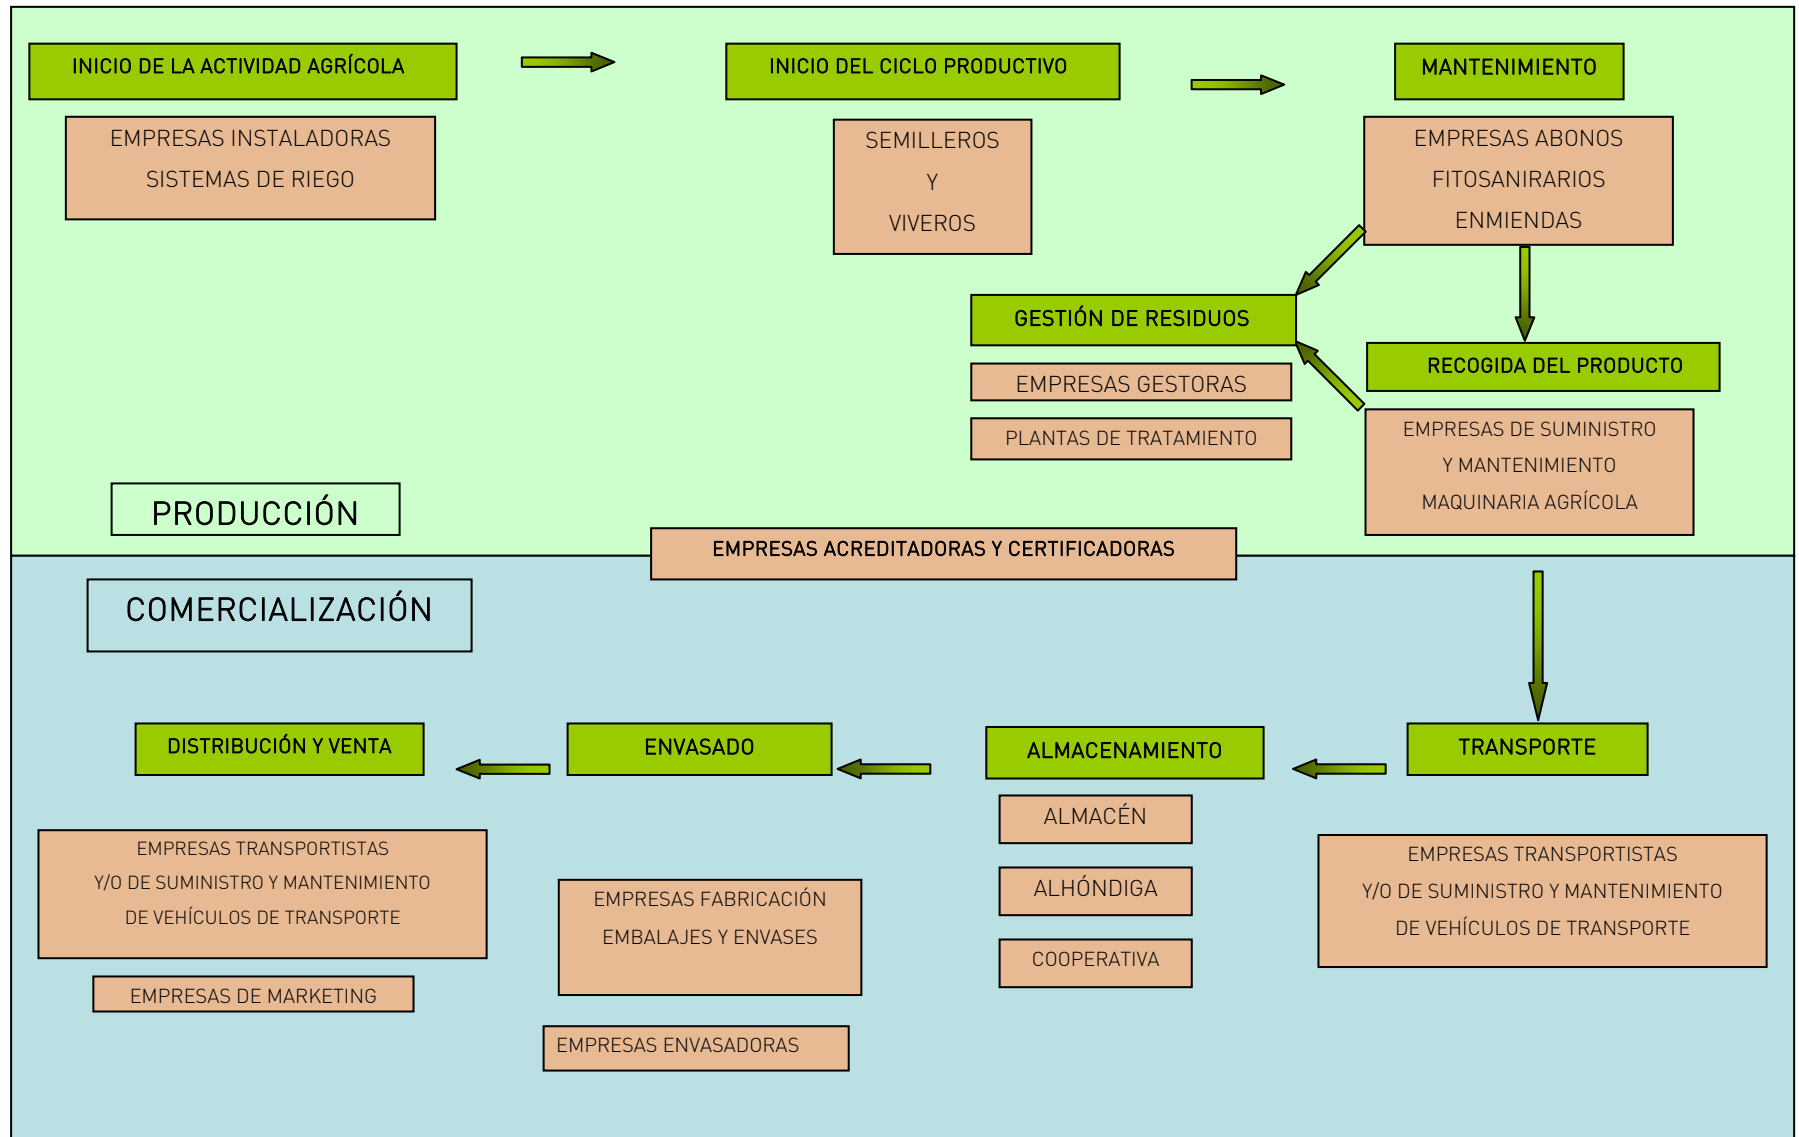 INICIO DE LA ACTIVIDAD AGRÍCOLA
EMPRESAS INSTALADORAS
SISTEMAS DE RIEGO
INICIO DEL CICLO PRODUCTIVO
SEMILLEROS
Y
VIVEROS
MANTENIMIENTO
EMPRESAS ABONOS
FITOSANIRARIOS
ENMIENDAS
GESTIÓN DE RESIDUOS
EMPRESAS GESTORAS
PLANTAS DE TRATAMIENTO
RECOGIDA DEL PRODUCTO
EMPRESAS DE SUMINISTRO
Y MANTENIMIENTO
MAQUINARIA AGRÍCOLA
PRODUCCIÓN
EMPRESAS ACREDITADORAS Y CERTIFICADORAS
COMERCIALIZACIÓN
DISTRIBUCIÓN Y VENTA
EMPRESAS TRANSPORTISTAS
Y/O DE SUMINISTRO Y MANTENIMIENTO
DE VEHÍCULOS DE TRANSPORTE
EMPRESAS DE MARKETING
ENVASADO
EMPRESAS FABRICACIÓN
EMBALAJES Y ENVASES
EMPRESAS ENVASADORAS
ALMACENAMIENTO
ALMACÉN
ALHÓNDIGA
COOPERATIVA
TRANSPORTE
EMPRESAS TRANSPORTISTAS
Y/O DE SUMINISTRO Y MANTENIMIENTO
DE VEHÍCULOS DE TRANSPORTE